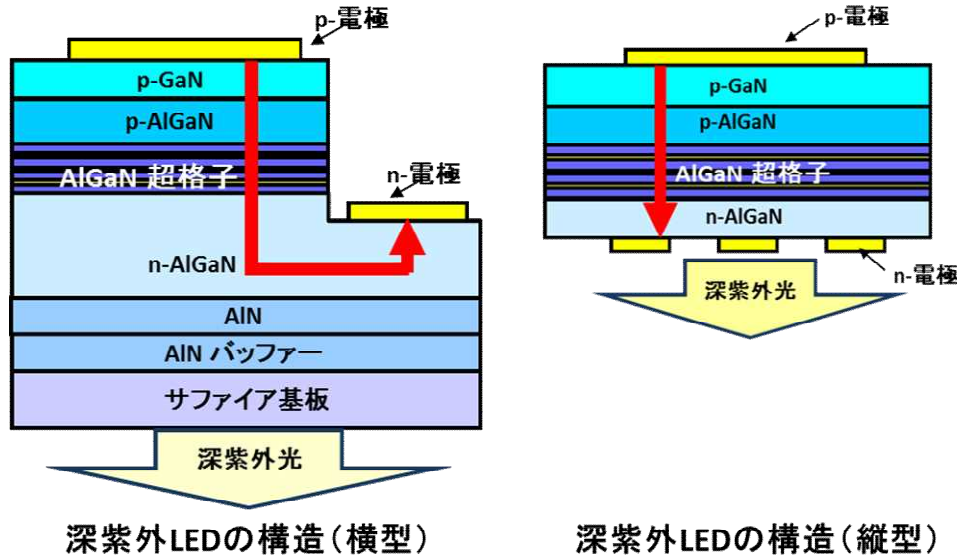 p-電極
p-GaN
p-AlGaN
AlGaN 超格子
n-電極
n-AlGaN
AlN
AlN バッファー
サファイア基板
深紫外光
深紫外LEDの構造(横型)
p-電極
p-GaN
p-AlGaN
AlGaN 超格子
n-AlGaN
n-電極
深紫外光
深紫外LEDの構造(縦型)